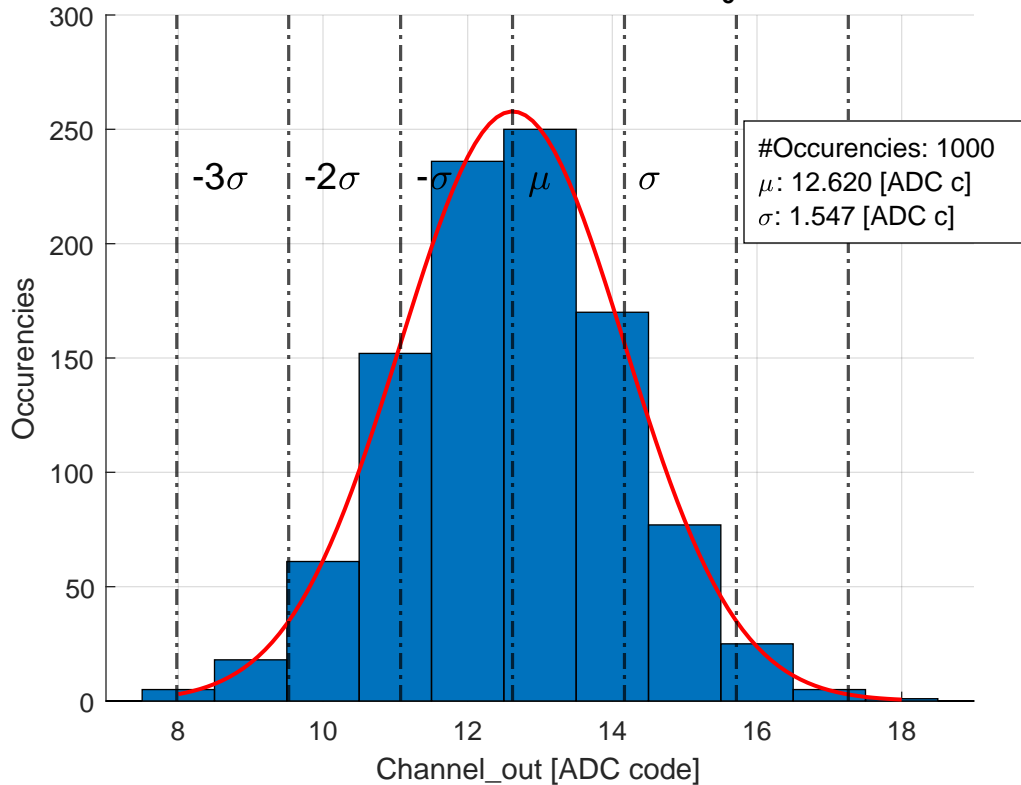 300
250
200
150
100
50
0
Occurencies
-3σ
-2σ
-σ
μ
σ
#Occurencies: 1000
μ: 12.620 [ADC c]
σ: 1.547 [ADC c]
8
10
12
14
16
18
Channel_out [ADC code]